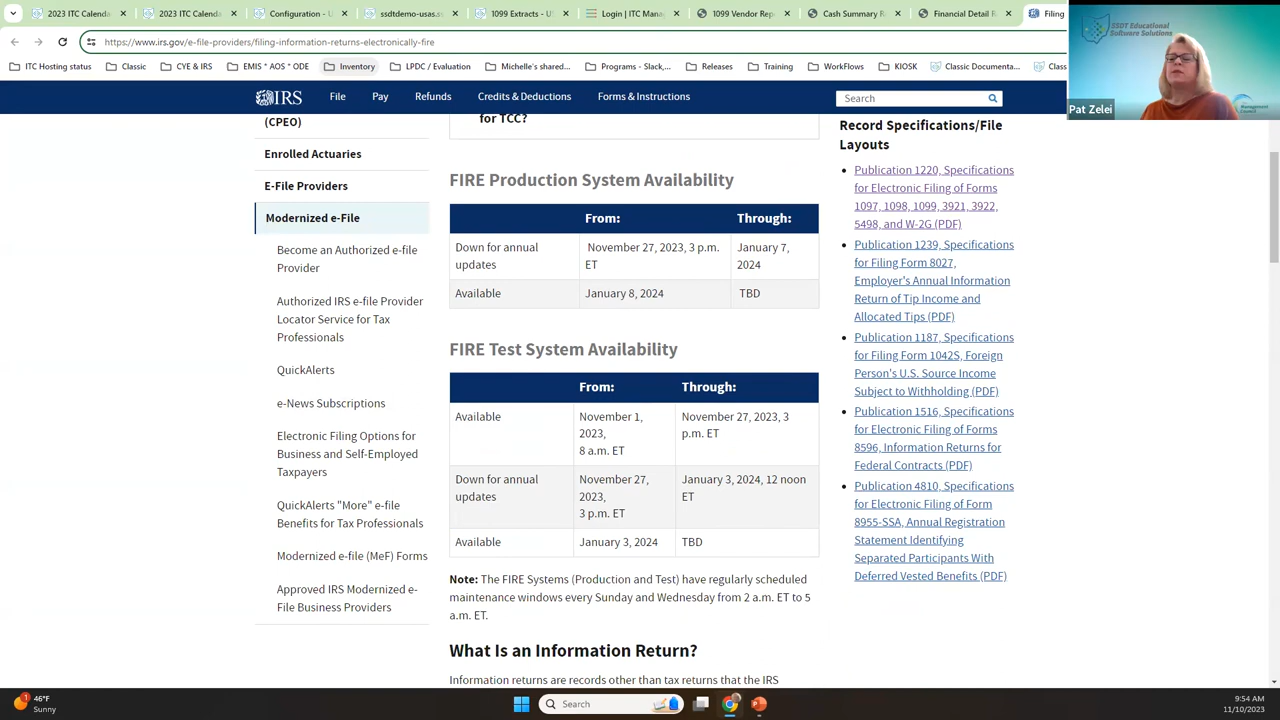 2023 ITC Calenda
2023 ITC Calenda
Configuration - U
ssdtdemo-usas.ss
1099 Extracts - U
Login | ITC Mana
1099 Vendor Rep
Cash Summary R
Financial Detail R
Filing
https://www.irs.gov/e-file-providers/filing-information-returns-electronically-fire
ITC Hosting status
Classic
CYE & IRS
EMIS * AOS * ODE
Inventory
LPDC / Evaluation
Michelle's shared...
Programs - Slack,...
Releases
Training
WorkFlows
KIOSK
Classic Documenta...
Class
SSDT Educational
Software Solutions
Management
Council
Pat Zelei
IRS
File
Pay
Refunds
Credits & Deductions
Forms & Instructions
Search
(CPEO)
Enrolled Actuaries
E-File Providers
Modernized e-File
Become an Authorized e-file
Provider
Authorized IRS e-file Provider
Locator Service for Tax
Professionals
QuickAlerts
e-News Subscriptions
Electronic Filing Options for
Business and Self-Employed
Taxpayers
QuickAlerts "More" e-file
Benefits for Tax Professionals
Modernized e-file (MeF) Forms
Approved IRS Modernized e-
File Business Providers
for TCC?
FIRE Production System Availability
From: Through:
Down for annual updates November 27, 2023, 3 p.m. ET January 7, 2024
Available January 8, 2024 TBD
FIRE Test System Availability
From: Through:
Available November 1, 2023, 8 a.m. ET November 27, 2023, 3 p.m. ET
Down for annual updates November 27, 2023, 3 p.m. ET January 3, 2024, 12 noon ET
Available January 3, 2024 TBD
Note: The FIRE Systems (Production and Test) have regularly scheduled
maintenance windows every Sunday and Wednesday from 2 a.m. ET to 5
a.m. ET.
What Is an Information Return?
Information returns are records other than tax returns that the IRS
Record Specifications/File
Layouts
Publication 1220, Specifications
for Electronic Filing of Forms
1097, 1098, 1099, 3921, 3922,
5498, and W-2G (PDF)
Publication 1239, Specifications
for Filing Form 8027,
Employer's Annual Information
Return of Tip Income and
Allocated Tips (PDF)
Publication 1187, Specifications
for Filing Form 1042S, Foreign
Person's U.S. Source Income
Subject to Withholding (PDF)
Publication 1516, Specifications
for Electronic Filing of Forms
8596, Information Returns for
Federal Contracts (PDF)
Publication 4810, Specifications
for Electronic Filing of Form
8955-SSA, Annual Registration
Statement Identifying
Separated Participants With
Deferred Vested Benefits (PDF)
1
46°F
Sunny
Search
9:54 AM
11/10/2023